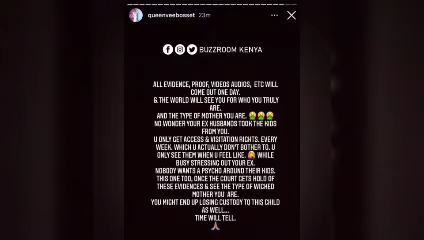 queenveebosset 23m
BUZZROOM KENYA
ALL EVIDENCE, PROOF, VIDEOS AUDIOS,  ETC WILL
COME OUT ONE DAY.
& THE WORLD WILL SEE YOU FOR WHO YOU TRULY
ARE.
AND THE TYPE OF MOTHER YOU ARE. 🤮🤮🤮
NO WONDER YOUR EX HUSBANDS TOOK THE KIDS
FROM YOU.
U ONLY GET ACCESS & VISITATION RIGHTS. EVERY
WEEK. WHICH U ACTUALLY DON'T BOTHER TO. U
ONLY SEE THEM WHEN U FEEL LIKE. WHILE
BUSY STRESSING OUT YOUR EX.
NOBODY WANTS A PSYCHO AROUND THEIR KIDS.
THIS ONE TOO, ONCE THE COURT GETS HOLD OF
THESE EVIDENCES & SEE THE TYPE OF WICKED
MOTHER YOU  ARE.
YOU MIGHT END UP LOSING CUSTODY TO THIS CHILD
AS WELL...
TIME WILL TELL.
🙏🏽